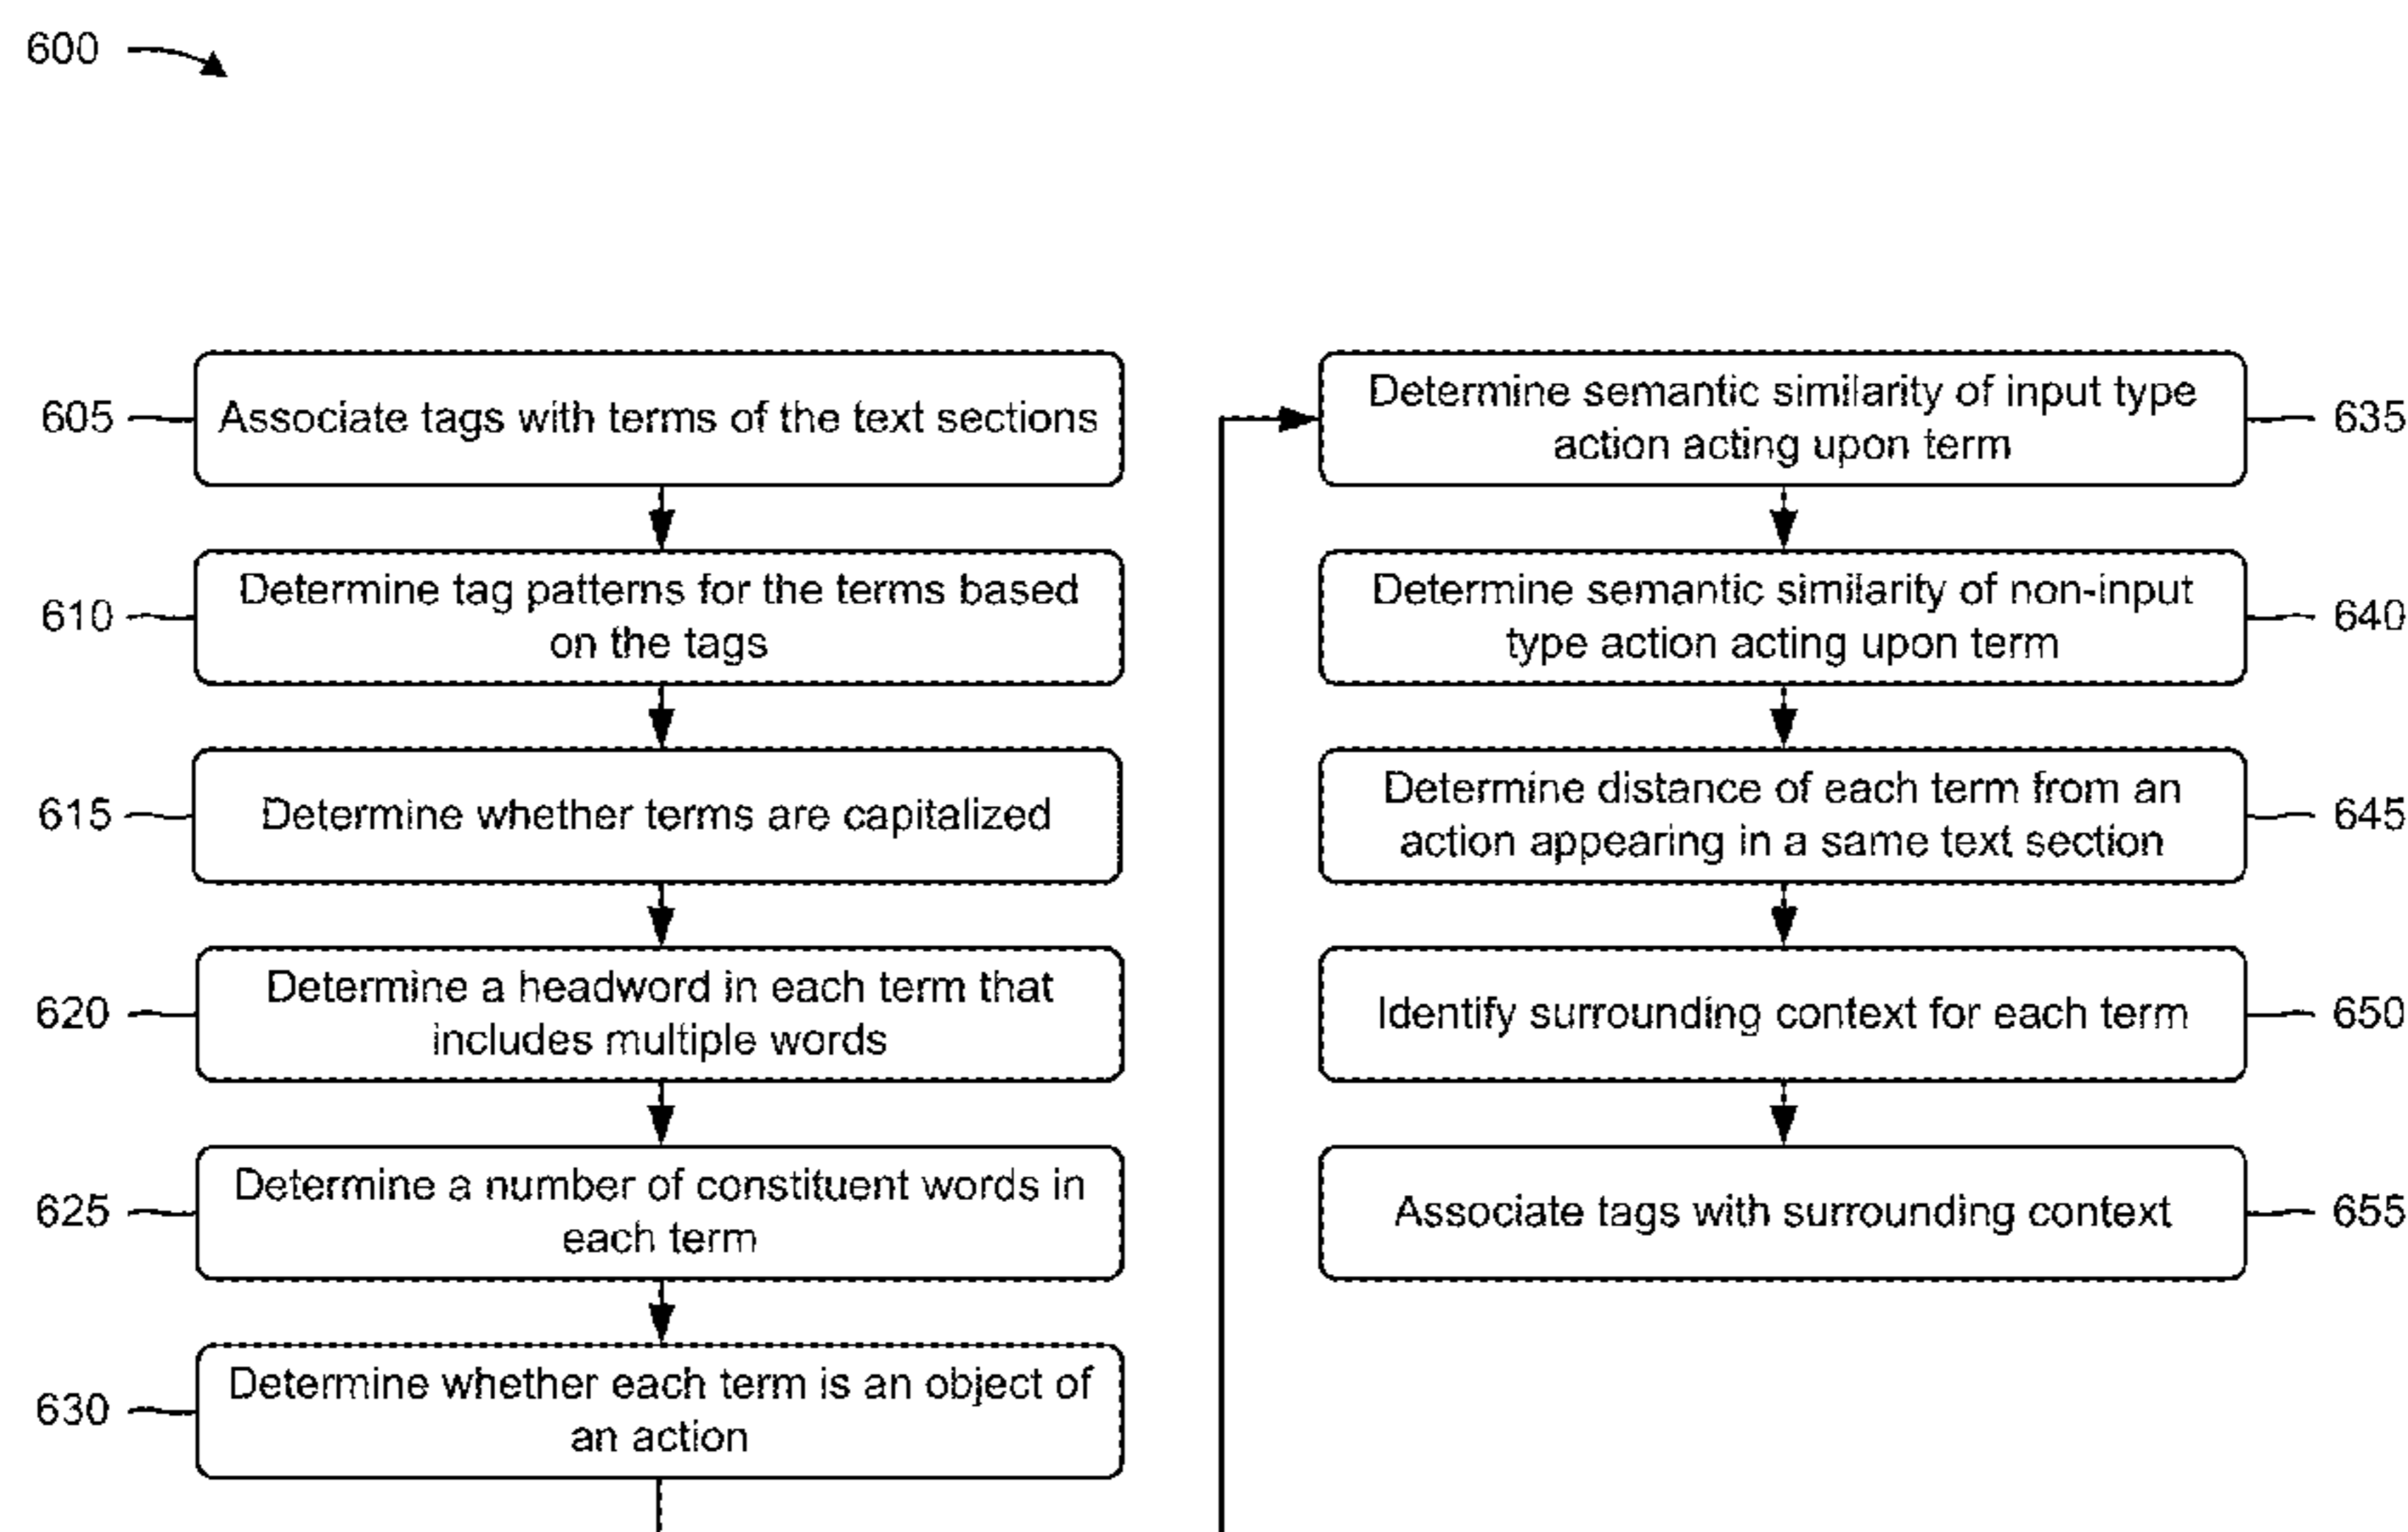 600
605
Associate tags with terms of the text sections
610
Determine tag patterns for the terms based
on the tags
615
Determine whether terms are capitalized
620
Determine a headword in each term that
includes multiple words
625
Determine a number of constituent words in
each term
630
Determine whether each term is an object of
an action
Determine semantic similarity of input type
action acting upon term
635
Determine semantic similarity of non-input
type action acting upon term
640
Determine distance of each term from an
action appearing in a same text section
645
Identify surrounding context for each term
650
Associate tags with surrounding context
655